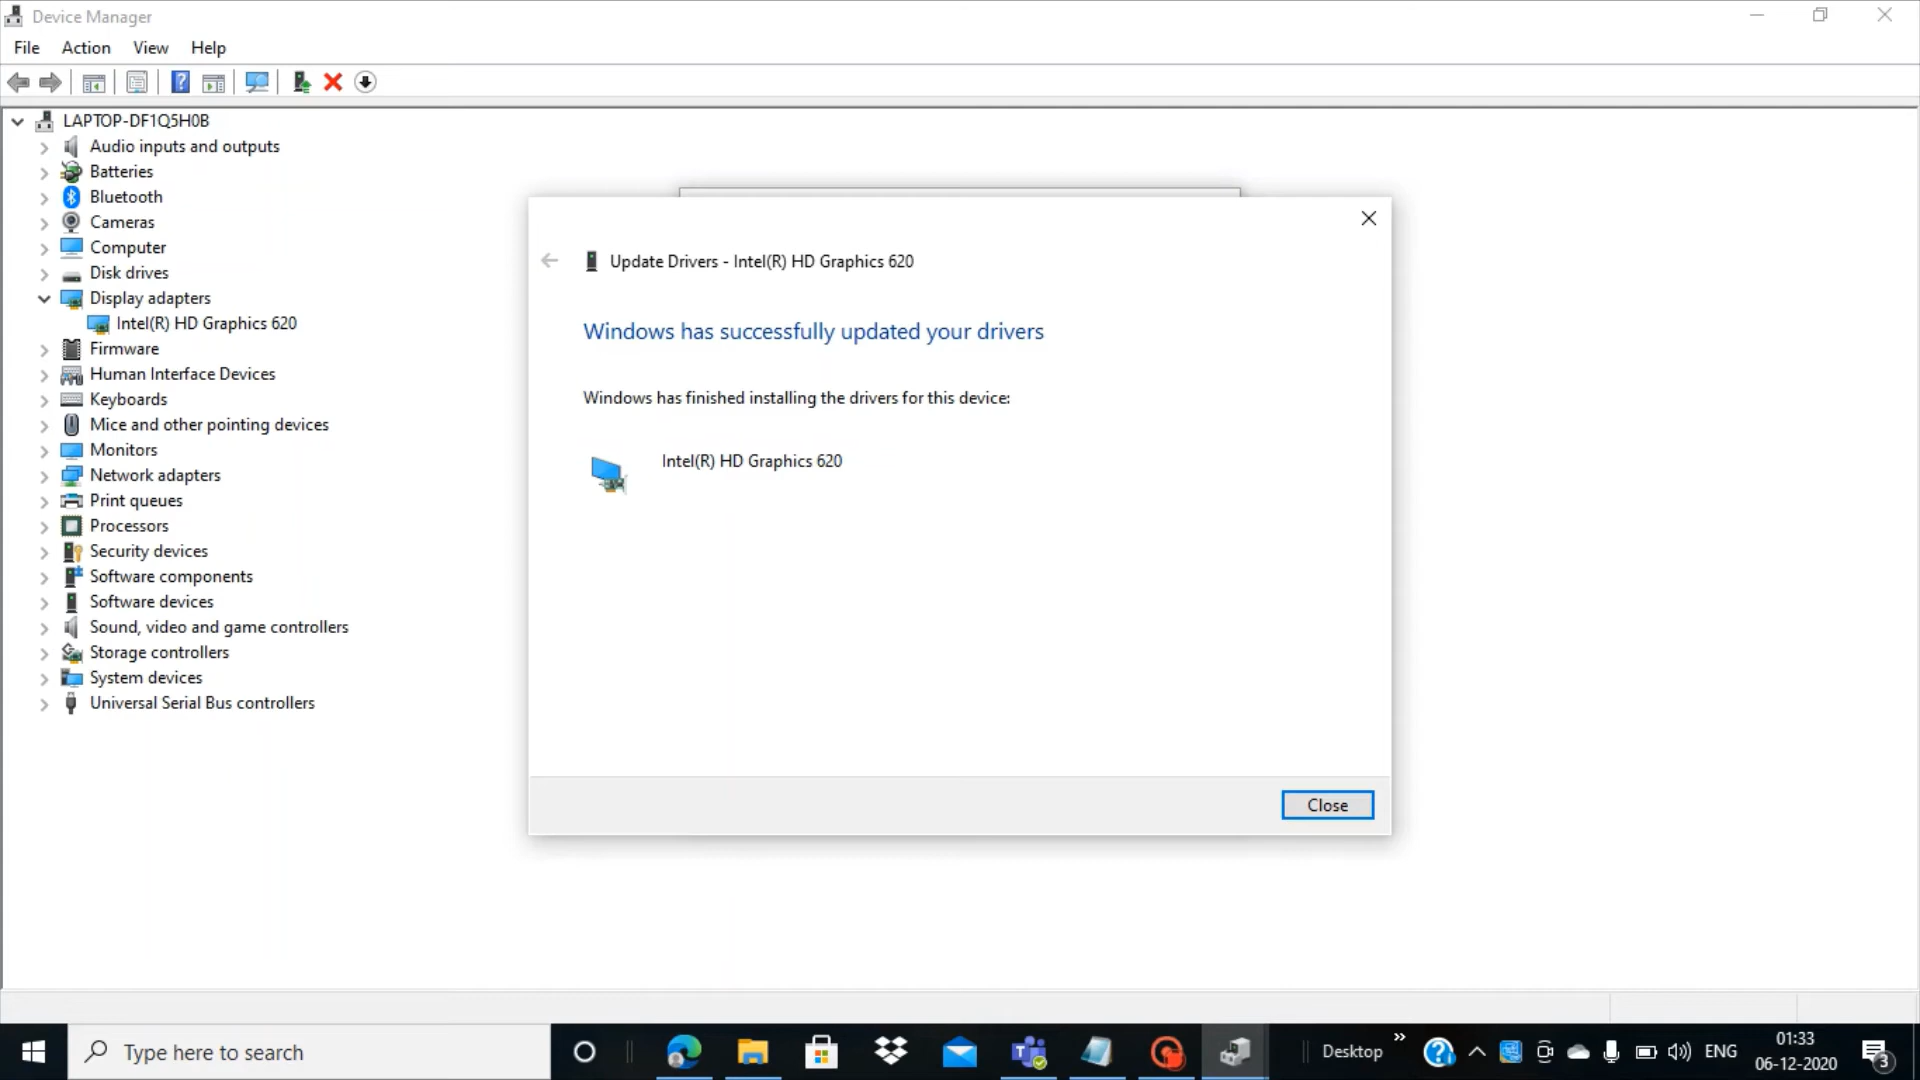 Device Manager
File Action View Help
LAPTOP-DF1Q5H0B
Audio inputs and outputs
Batteries
Bluetooth
Cameras
Computer
Disk drives
Display adapters
Intel(R) HD Graphics 620
Firmware
Human Interface Devices
Keyboards
Mice and other pointing devices
Monitors
Network adapters
Print queues
Processors
Security devices
Software components
Software devices
Sound, video and game controllers
Storage controllers
System devices
Universal Serial Bus controllers
Update Drivers - Intel(R) HD Graphics 620
Windows has successfully updated your drivers
Windows has finished installing the drivers for this device:
Intel(R) HD Graphics 620
Close
Type here to search
Desktop
ENG
01:33
06-12-2020
3